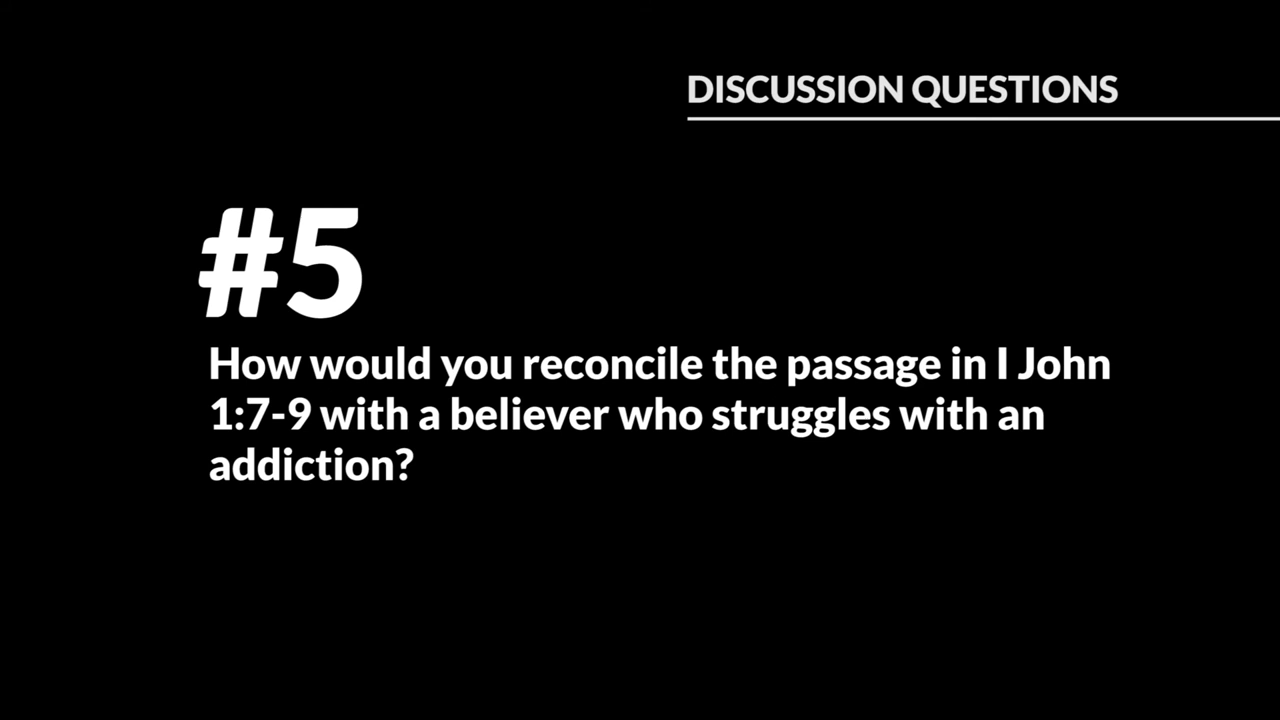 DISCUSSION QUESTIONS
#5
How would you reconcile the passage in I John
1:7-9 with a believer who struggles with an
addiction?